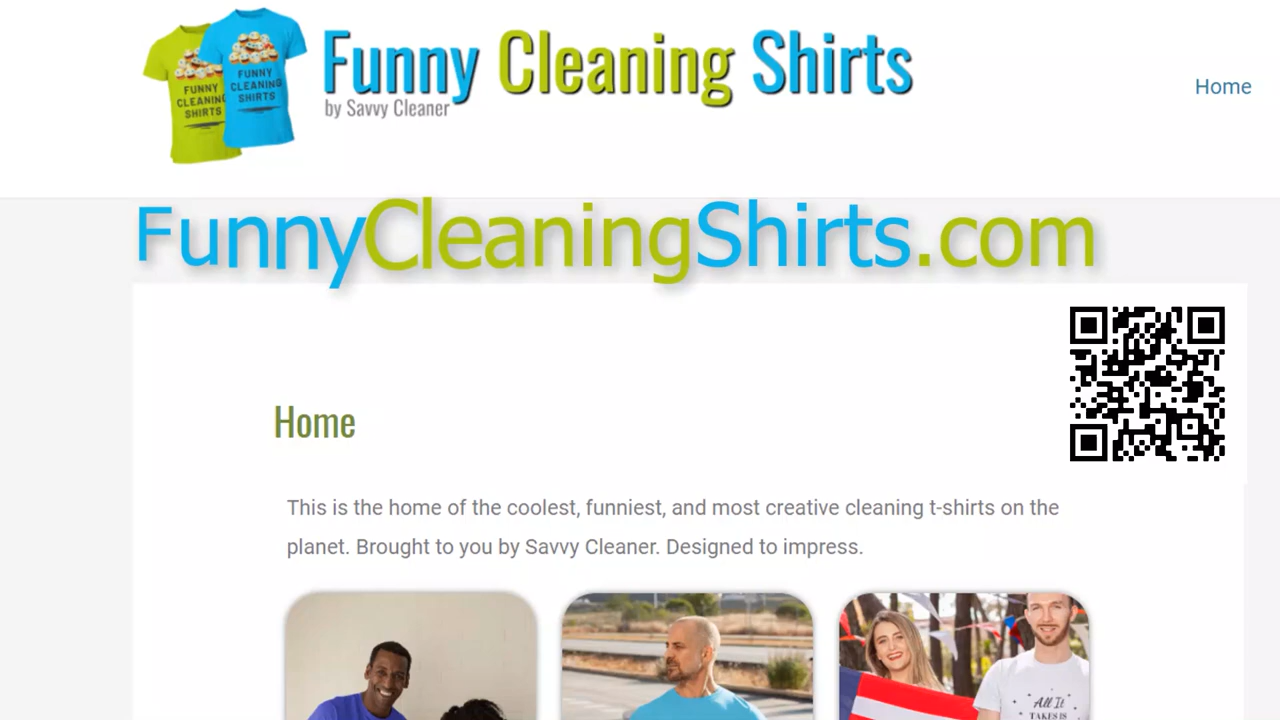 FUNNY
CLEANING
SHIRTS
FUNNY
CLEANING
SHIRTS
Funny Cleaning Shirts
by Savvy Cleaner
Home
FunnyCleaningShirts.com
Home
This is the home of the coolest, funniest, and most creative cleaning t-shirts on the
planet. Brought to you by Savvy Cleaner. Designed to impress.
All It
TAKES IS